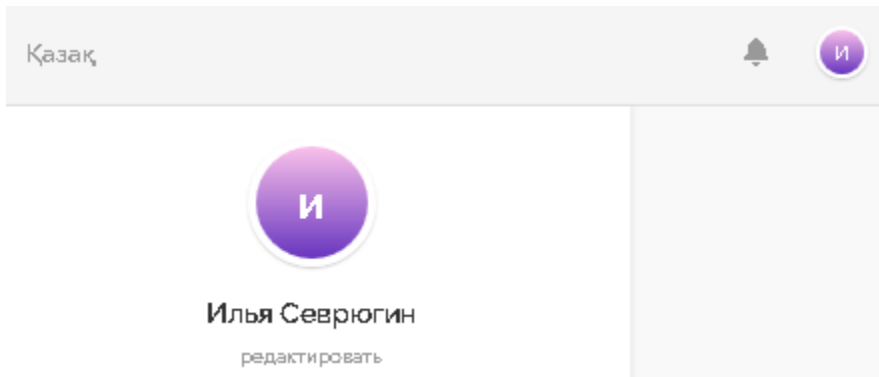 Қазақ
И
И
Илья Севрюгин
редактировать